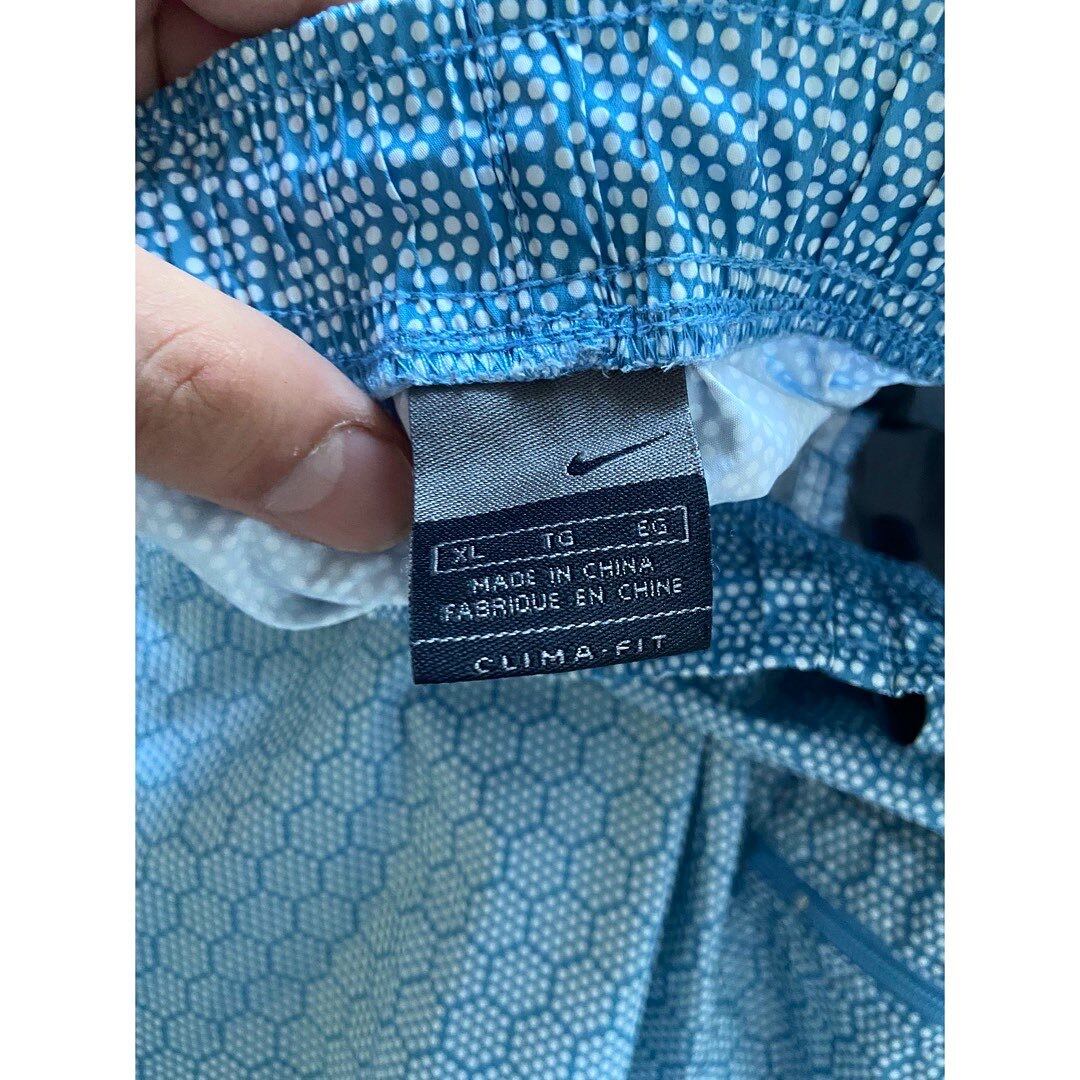 XL TG EG
MADE IN CHINA
FABRIQUE EN CHINE
CLIMA-FIT